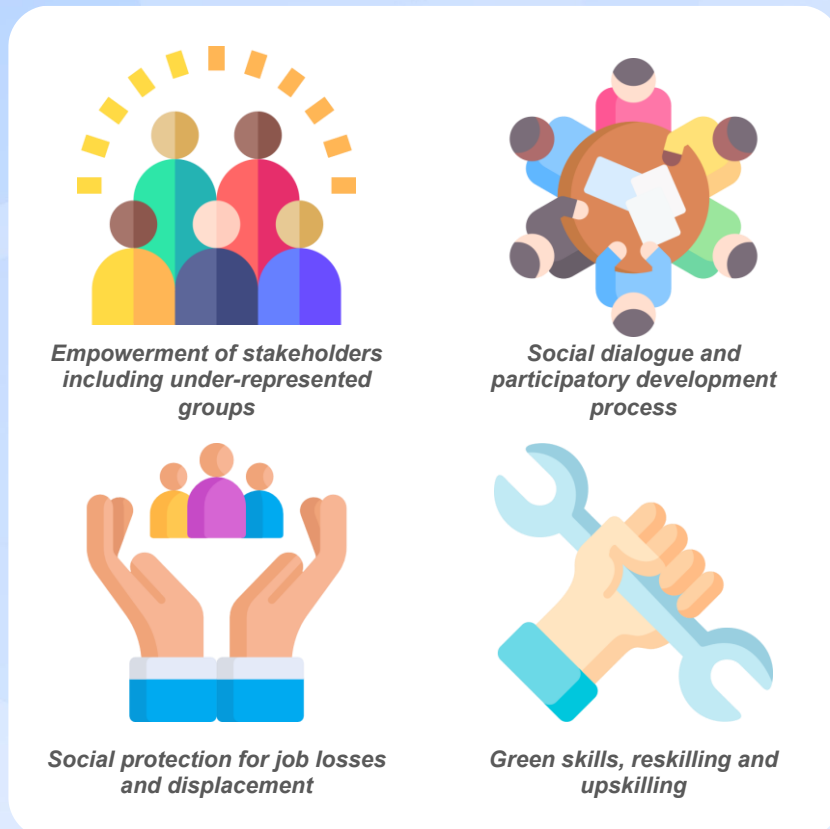 Empowerment of stakeholders
including under-represented
groups
Social dialogue and
participatory development
process
Social protection for job losses
and displacement
Green skills, reskilling and
upskilling